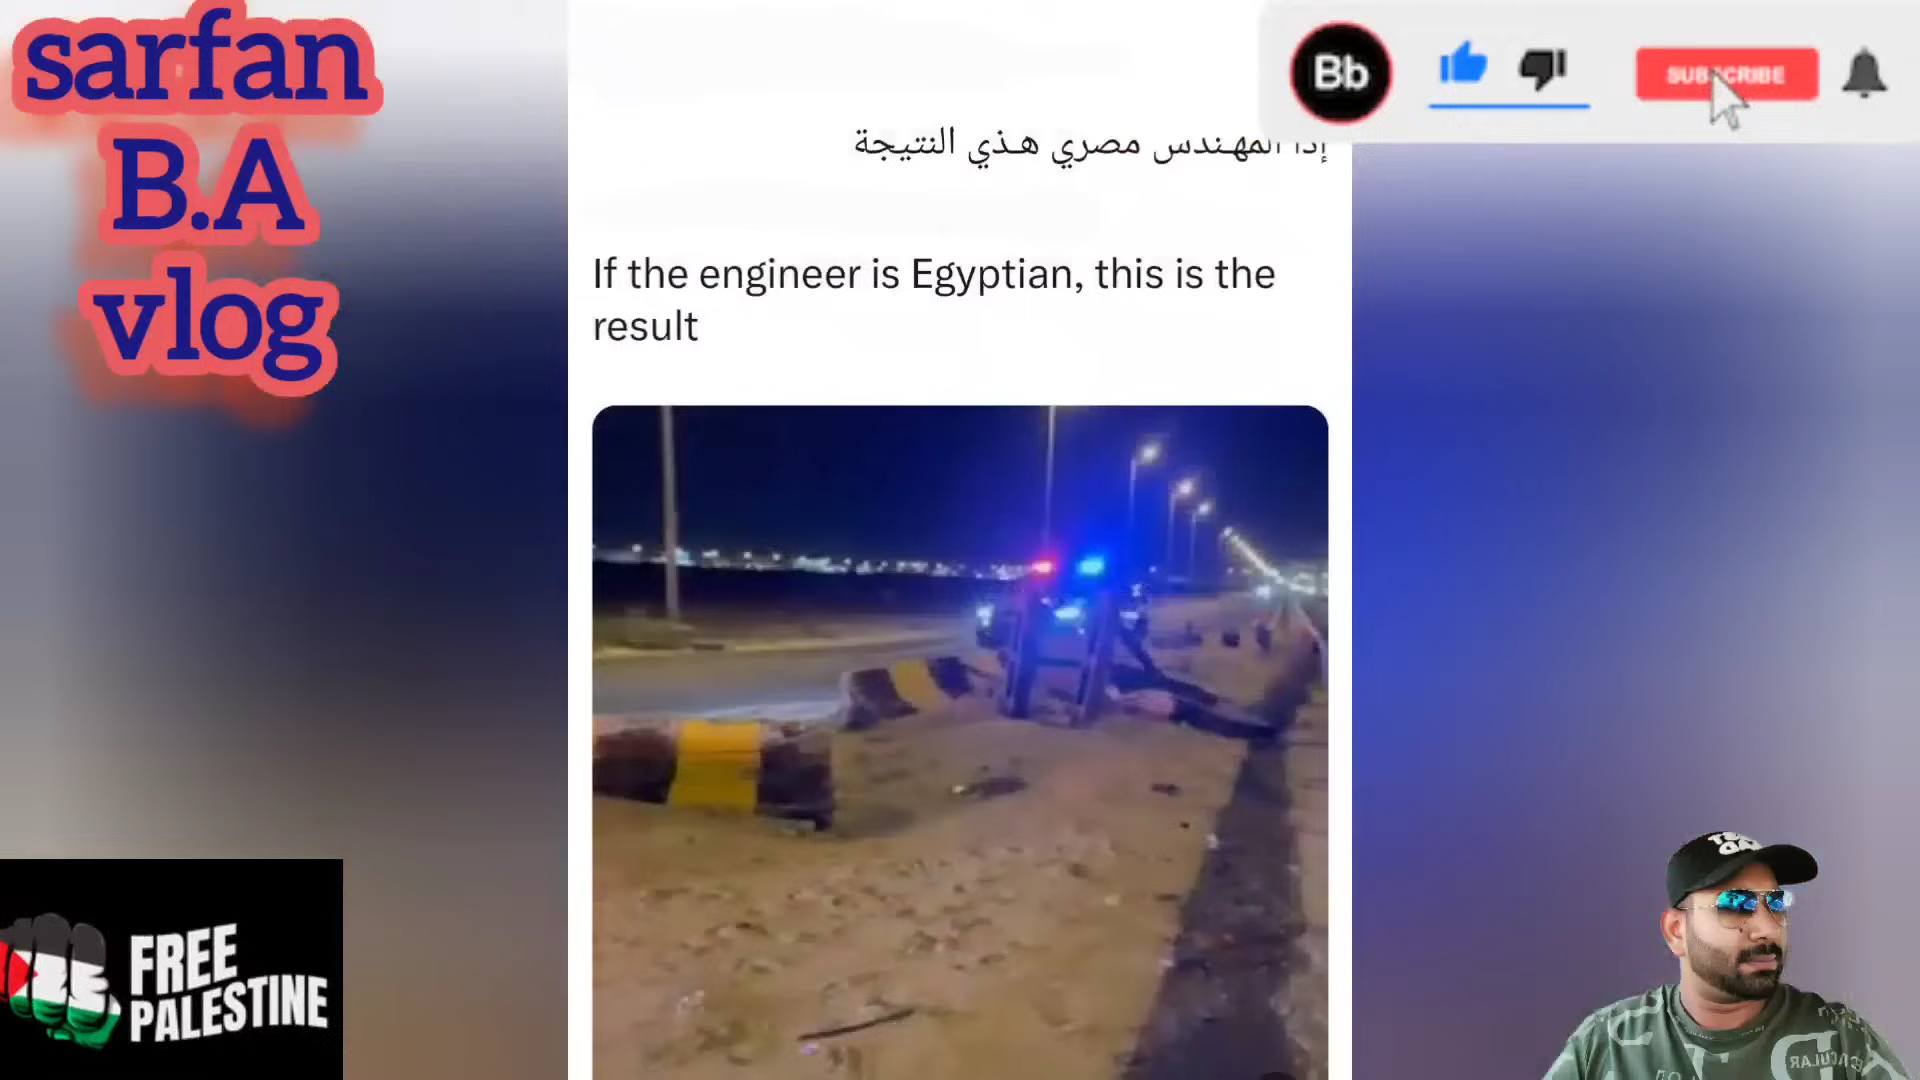 sarfan
B.A
vlog
Bb
SUBSCRIBE
إذا المهندس مصري هذي النتيجة
If the engineer is Egyptian, this is the
result
FREE
PALESTINE